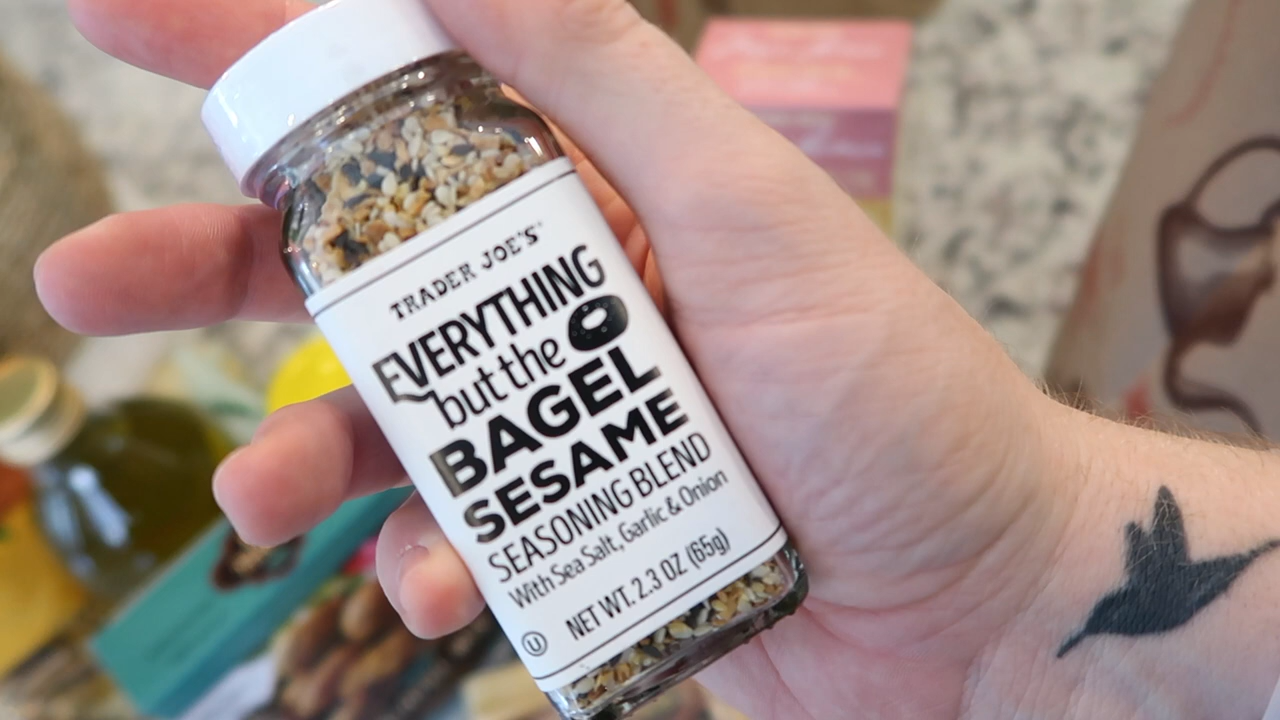 TRADER JOE'S
EVERYTHING
but the
BAGEL
SESAME
SEASONING BLEND
With Sea Salt, Garlic & Onion
U
NET WT. 2.3 OZ (65g)